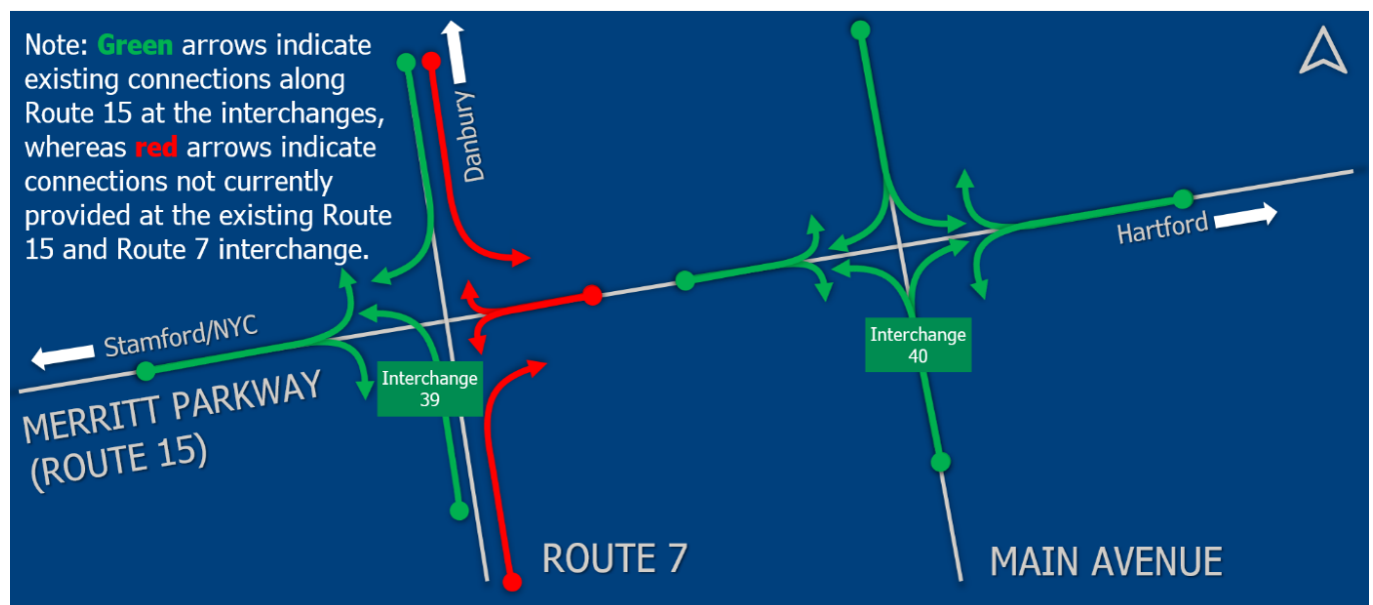 Note: Green arrows indicate
existing connections along
Route 15 at the interchanges,
whereas red arrows indicate
connections not currently
provided at the existing Route
15 and Route 7 interchange.
Danbury
Hartford
Stamford/NYC
Interchange
39
Interchange
40
MERRITT PARKWAY
(ROUTE 15)
ROUTE 7
MAIN AVENUE